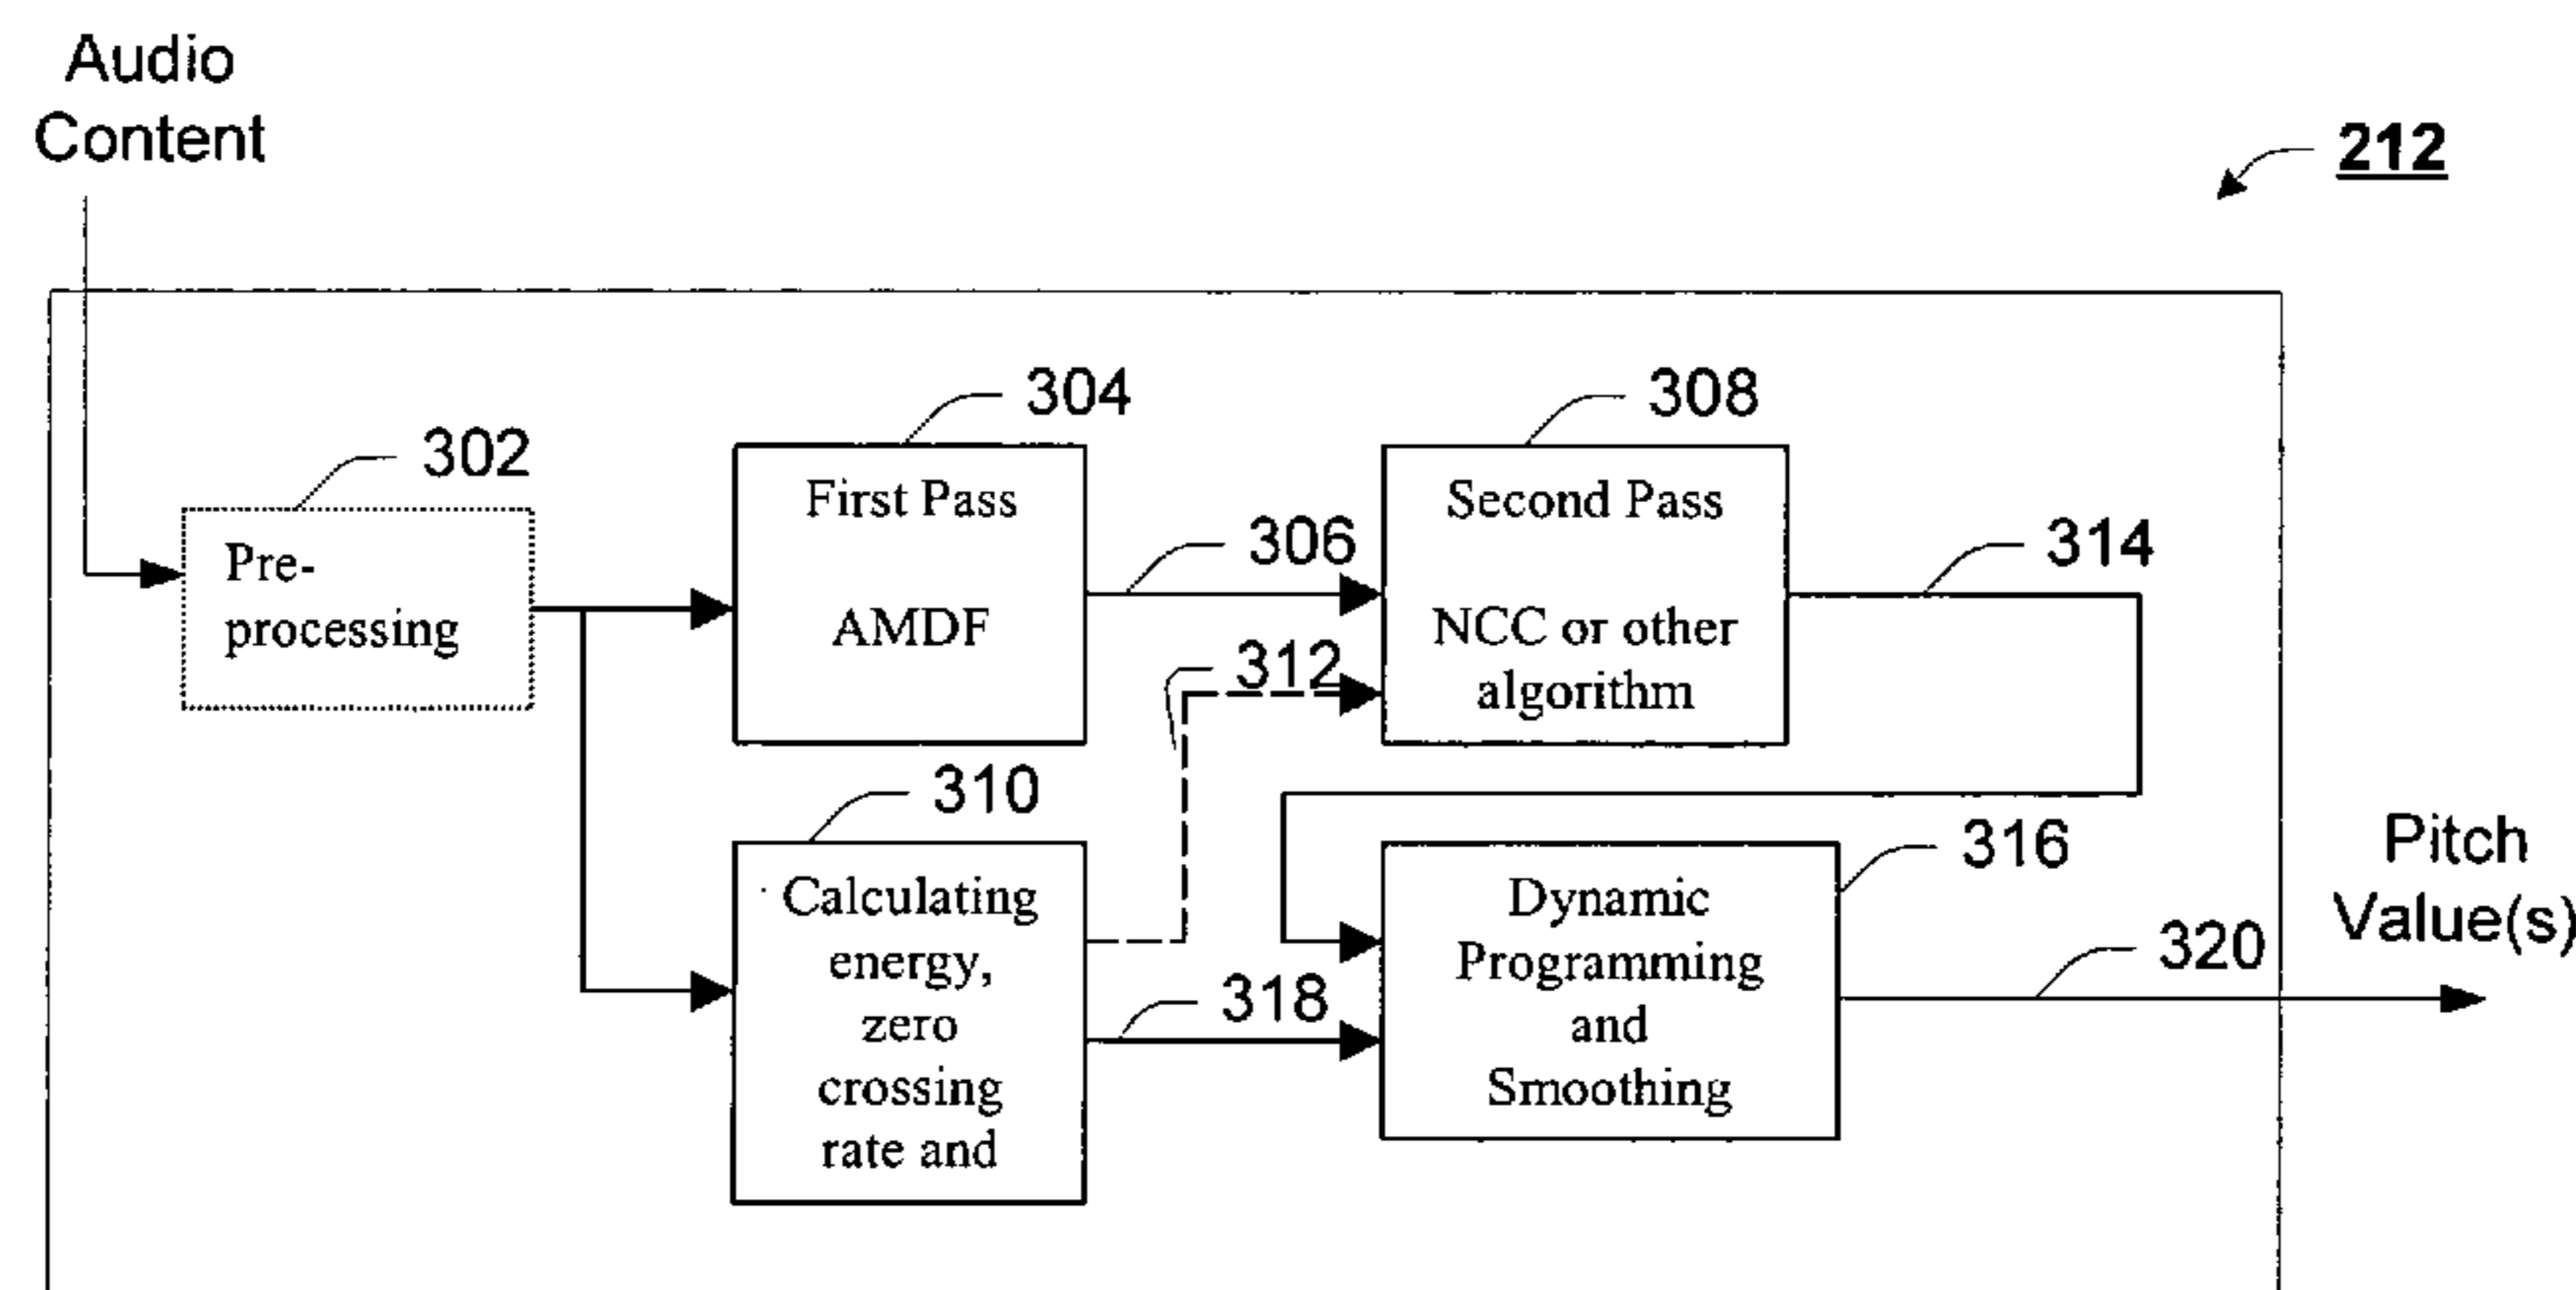 Audio
Content
212
304
308
302
First Pass
AMDF
Second Pass
NCC or other
algorithm
Pre-
processing
306
314
312
310
316
Pitch
Value(s)
Calculating
energy,
zero
crossing
rate and
Dynamic
Programming
and
Smoothing
318
320